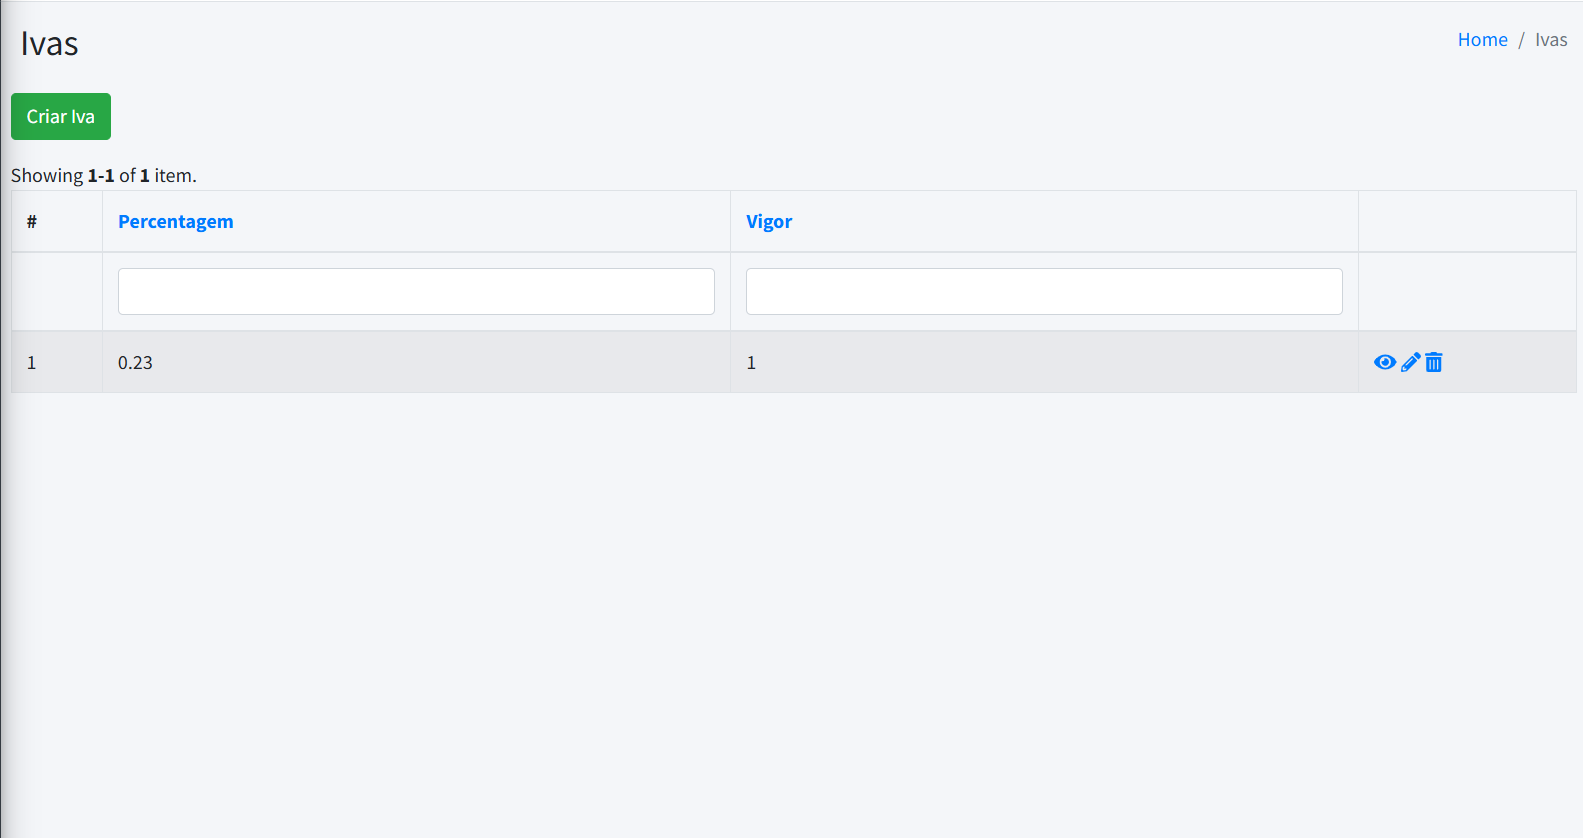 Ivas
Home / Ivas
Criar Iva
Showing 1-1 of 1 item.
# Percentagem Vigor
1 0.23 1